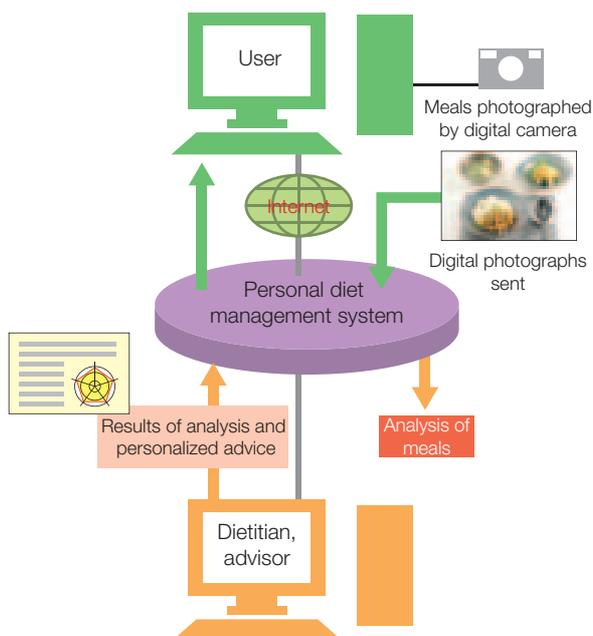 User
Meals photographed
by digital camera
Internet
Digital photographs
sent
Personal diet
management system
Results of analysis and
personalized advice
Analysis of
meals
Dietitian,
advisor